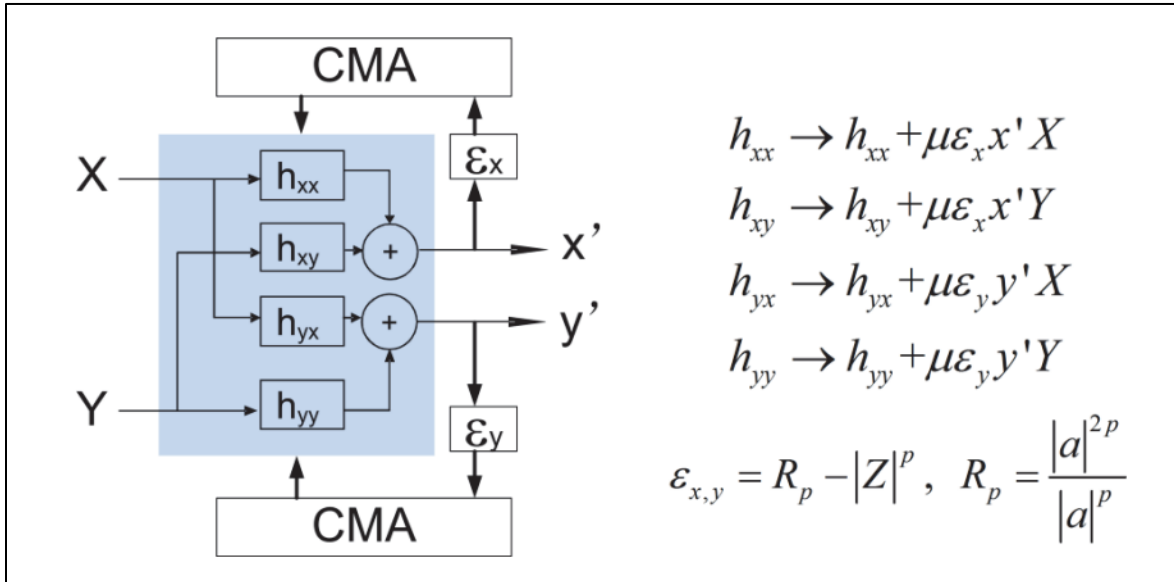 CMA
X
h_xx
ε_x
h_xy
+
x’
h_yx
+
y’
Y
h_yy
ε_y
CMA
h_xx → h_xx + με_x x' X
h_xy → h_xy + με_x x' Y
h_yx → h_yx + με_y y' X
h_yy → h_yy + με_y y' Y
ε_x,y = R_p − |Z|^p , R_p = |a|^2p / |a|^p